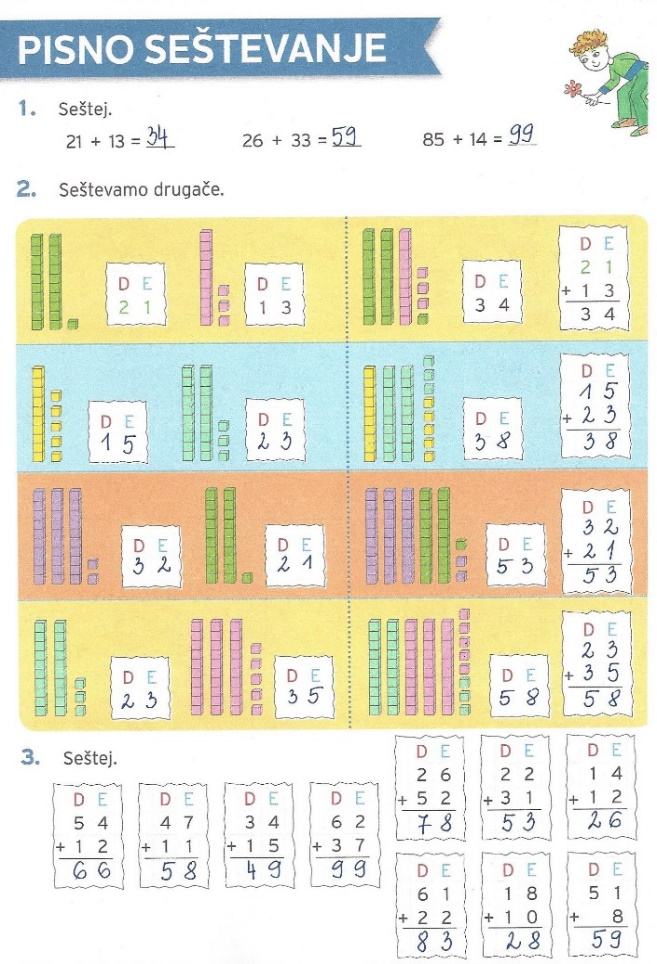 PISNO SEŠTEVANJE
1. Seštej.
21 + 13 = 34 26 + 33 = 59 85 + 14 = 99
2. Seštevamo drugače.
D E
2 1
D E
1 3
D E
3 4
D E
2 1
+ 1 3
3 4
D E
1 5
D E
2 3
D E
3 8
D E
1 5
+ 2 3
3 8
D E
3 2
D E
2 1
D E
5 3
D E
3 2
+ 2 1
5 3
D E
2 3
D E
3 5
D E
5 8
D E
2 3
+ 3 5
5 8
3. Seštej.
D E
5 4
+ 1 2
6 6
D E
4 7
+ 1 1
5 8
D E
3 4
+ 1 5
4 9
D E
6 2
+ 3 7
9 9
D E
2 6
+ 5 2
7 8
D E
2 2
+ 3 1
5 3
D E
1 4
+ 1 2
2 6
D E
6 1
+ 2 2
8 3
D E
1 8
+ 1 0
2 8
D E
5 1
+ 8
5 9